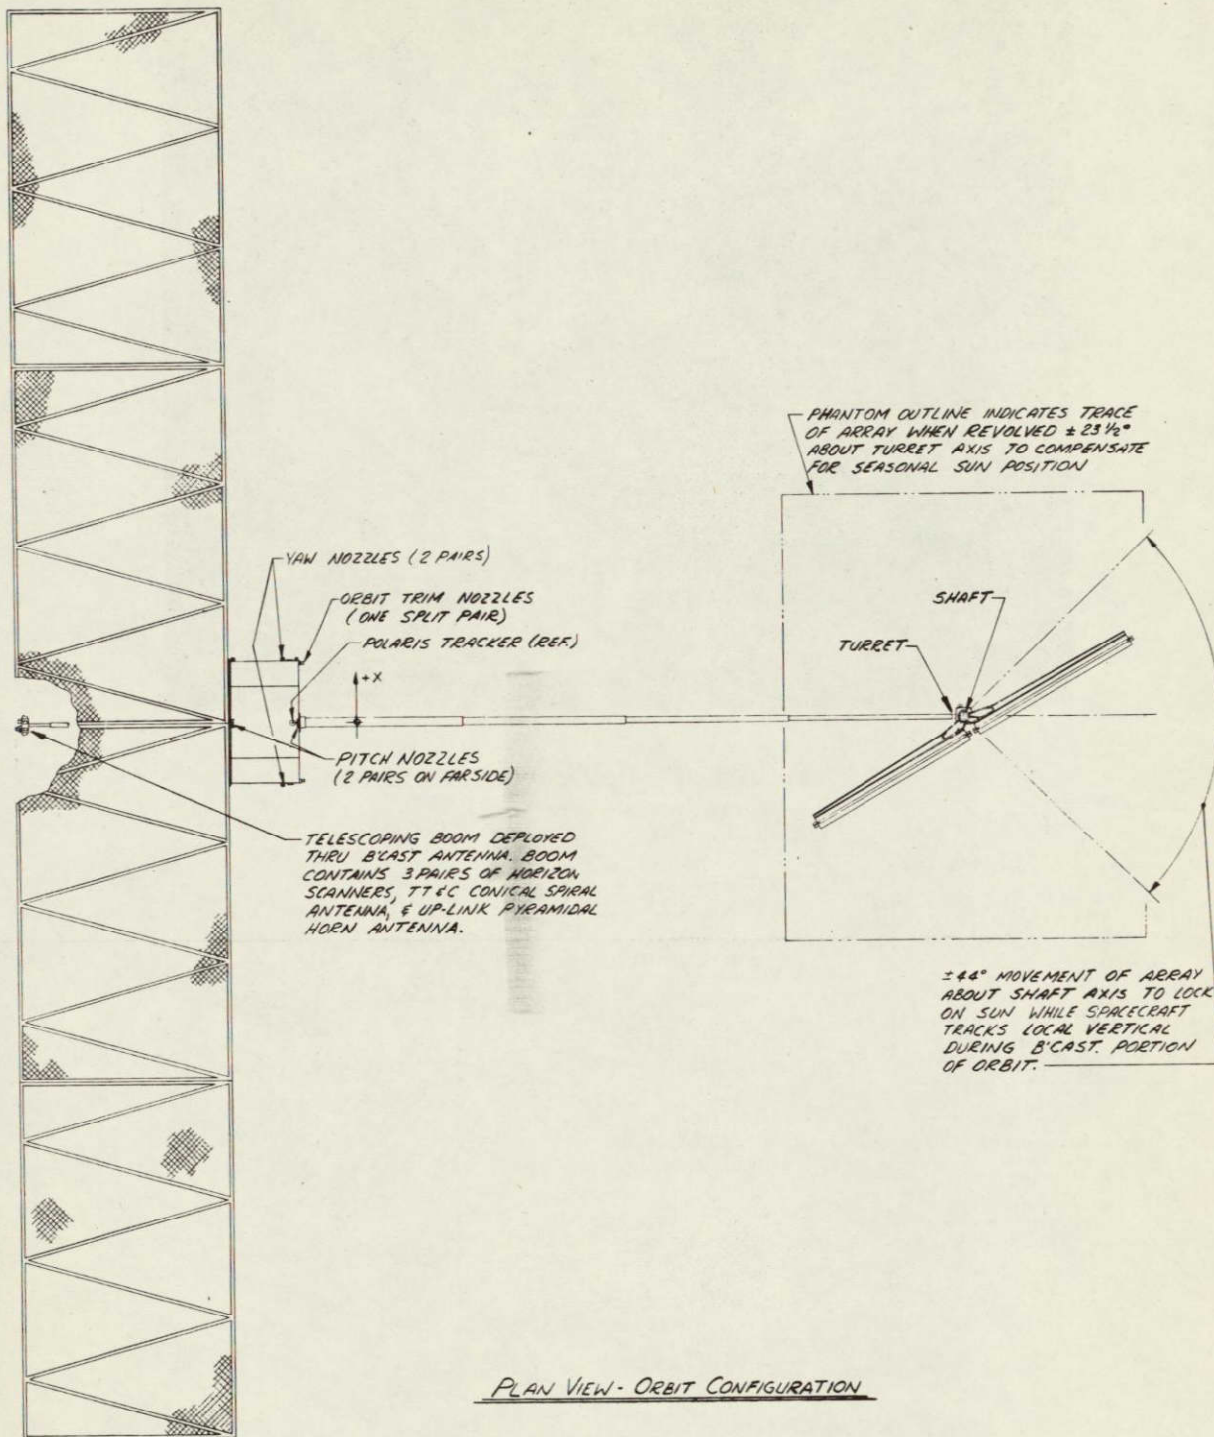 PHANTOM OUTLINE INDICATES TRACE
OF ARRAY WHEN REVOLVED ± 23 ½°
ABOUT TURRET AXIS TO COMPENSATE
FOR SEASONAL SUN POSITION
YAW NOZZLES (2 PAIRS)
ORBIT TRIM NOZZLES
(ONE SPLIT PAIR)
POLARIS TRACKER (REF.)
+X
SHAFT
TURRET
PITCH NOZZLES
(2 PAIRS ON FARSIDE)
TELESCOPING BOOM DEPLOYED
THRU B'CAST ANTENNA. BOOM
CONTAINS 3 PAIRS OF HORIZON
SCANNERS, TT & C CONICAL SPIRAL
ANTENNA, & UP-LINK PYRAMIDAL
HORN ANTENNA.
±44° MOVEMENT OF ARRAY
ABOUT SHAFT AXIS TO LOCK
ON SUN WHILE SPACECRAFT
TRACKS LOCAL VERTICAL
DURING B'CAST. PORTION
OF ORBIT.
PLAN VIEW - ORBIT CONFIGURATION